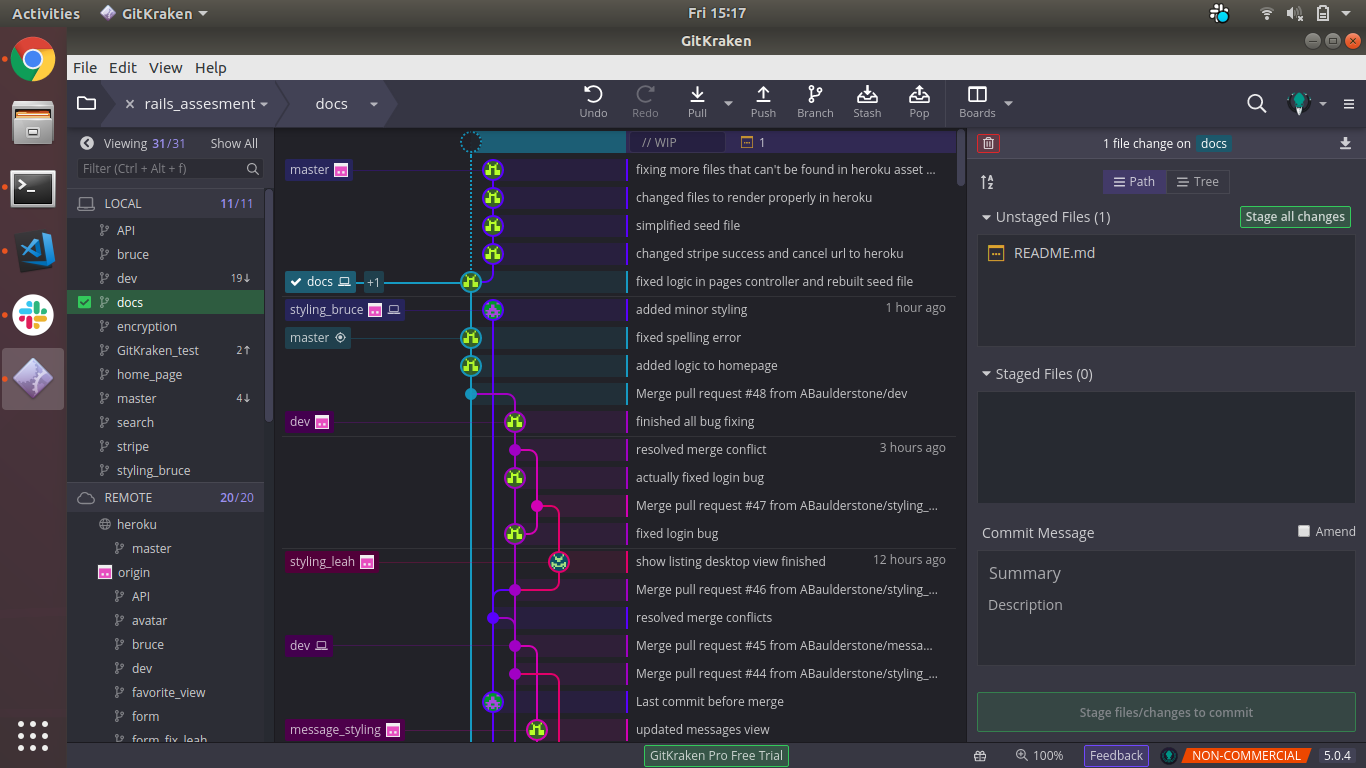 Activities GitKraken Fri 15:17
GitKraken
File Edit View Help
rails_assesment docs Undo Redo Pull Push Branch Stash Pop Boards
Viewing 31/31 Show All
Filter (Ctrl + Alt + f)
LOCAL 11/11
API
bruce
dev 19↓
docs
encryption
GitKraken_test 2↑
home_page
master 4↓
search
stripe
styling_bruce
REMOTE 20/20
heroku
master
origin
API
avatar
bruce
dev
favorite_view
form
form_fix_leah
// WIP 1
master fixing more files that can't be found in heroku asset ...
changed files to render properly in heroku
simplified seed file
changed stripe success and cancel url to heroku
docs +1 fixed logic in pages controller and rebuilt seed file
styling_bruce added minor styling 1 hour ago
master fixed spelling error
added logic to homepage
Merge pull request #48 from ABaulderstone/dev
dev finished all bug fixing
resolved merge conflict 3 hours ago
actually fixed login bug
Merge pull request #47 from ABaulderstone/styling_...
fixed login bug
styling_leah show listing desktop view finished 12 hours ago
Merge pull request #46 from ABaulderstone/styling_...
resolved merge conflicts
dev Merge pull request #45 from ABaulderstone/messa...
Merge pull request #44 from ABaulderstone/styling_...
Last commit before merge
message_styling updated messages view
1 file change on docs
Path Tree
Unstaged Files (1) Stage all changes
README.md
Staged Files (0)
Commit Message Amend
Summary
Description
Stage files/changes to commit
GitKraken Pro Free Trial 100% Feedback NON-COMMERCIAL 5.0.4